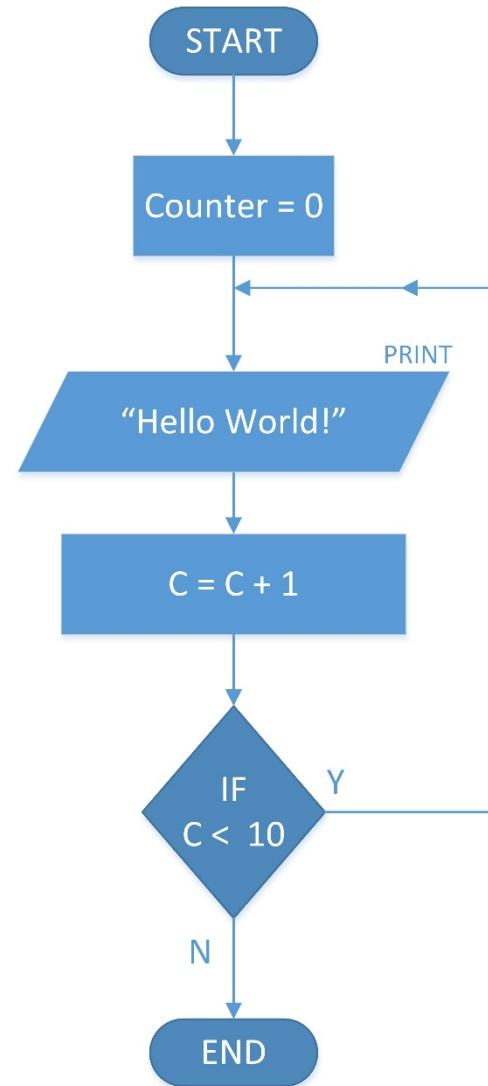 START
Counter = 0
PRINT
“Hello World!”
C = C + 1
IF
C <  10
Y
N
END